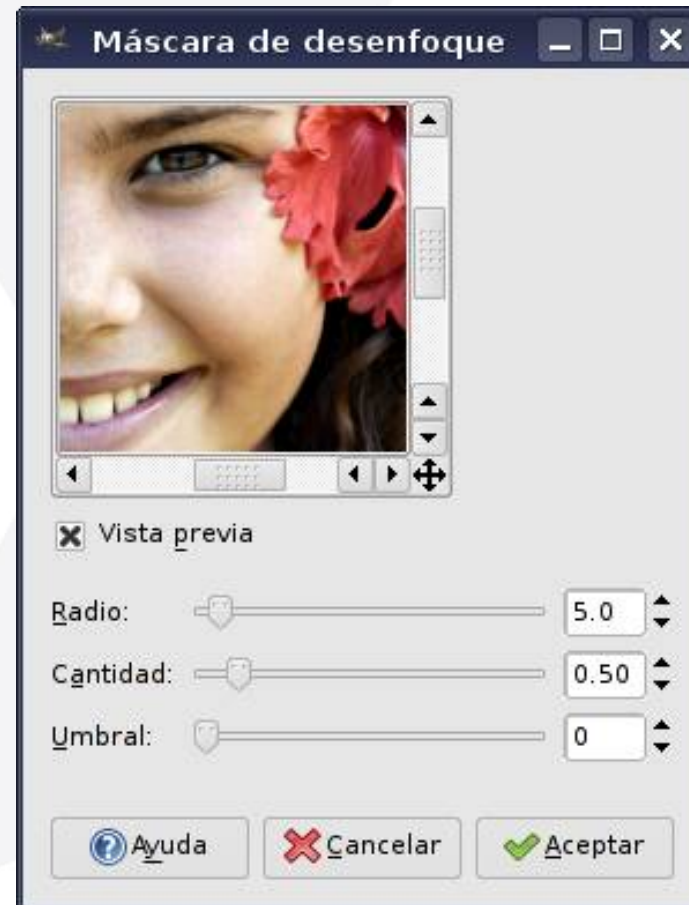 Máscara de desenfoque
Vista previa
Radio: 5.0
Cantidad: 0.50
Umbral: 0
Ayuda Cancelar Aceptar